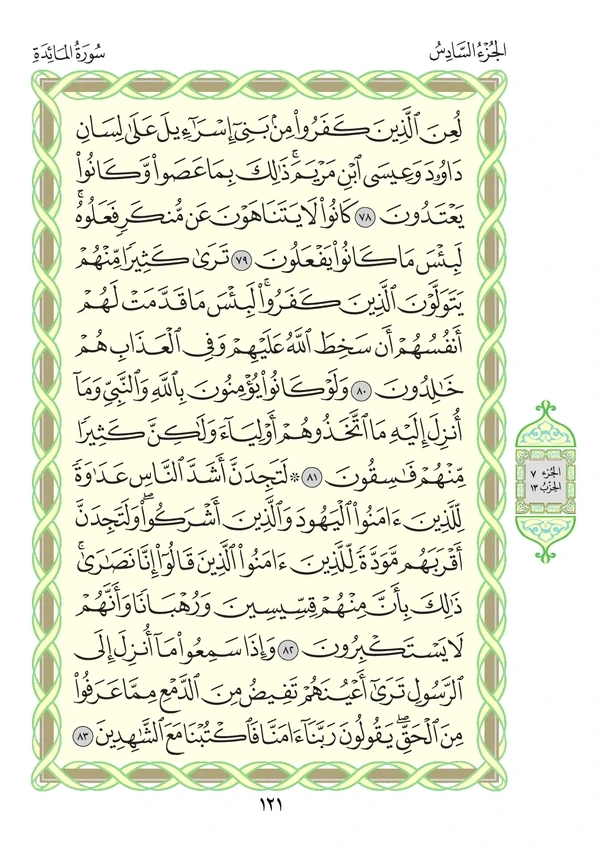 الجُزْءُ السَّادِسُ
سُورَةُ المَائِدَةِ
لُعِنَ ٱلَّذِينَ كَفَرُواْ مِنۢ بَنِيٓ إِسۡرَٰٓءِيلَ عَلَىٰ لِسَانِ
دَاوُۥدَ وَعِيسَى ٱبۡنِ مَرۡيَمَۚ ذَٰلِكَ بِمَا عَصَواْ وَّكَانُواْ
يَعۡتَدُونَ ٧٨ كَانُواْ لَا يَتَنَاهَوۡنَ عَن مُّنكَرٖ فَعَلُوهُۚ
لَبِئۡسَ مَا كَانُواْ يَفۡعَلُونَ ٧٩ تَرَىٰ كَثِيرٗا مِّنۡهُمۡ
يَتَوَلَّوۡنَ ٱلَّذِينَ كَفَرُواْۚ لَبِئۡسَ مَا قَدَّمَتۡ لَهُمۡ
أَنفُسُهُمۡ أَن سَخِطَ ٱللَّهُ عَلَيۡهِمۡ وَفِي ٱلۡعَذَابِ هُمۡ
خَٰلِدُونَ ٨٠ وَلَوۡ كَانُواْ يُؤۡمِنُونَ بِٱللَّهِ وَٱلنَّبِيِّ وَمَآ
أُنزِلَ إِلَيۡهِ مَا ٱتَّخَذُوهُمۡ أَوۡلِيَآءَ وَلَٰكِنَّ كَثِيرٗا
مِّنۡهُمۡ فَٰسِقُونَ ٨١ ۞ لَتَجِدَنَّ أَشَدَّ ٱلنَّاسِ عَدَٰوَةٗ
لِّلَّذِينَ ءَامَنُواْ ٱلۡيَهُودَ وَٱلَّذِينَ أَشۡرَكُواْۖ وَلَتَجِدَنَّ
أَقۡرَبَهُم مَّوَدَّةٗ لِّلَّذِينَ ءَامَنُواْ ٱلَّذِينَ قَالُوٓاْ إِنَّا نَصَٰرَىٰۚ
ذَٰلِكَ بِأَنَّ مِنۡهُمۡ قِسِّيسِينَ وَرُهۡبَانٗا وَأَنَّهُمۡ
لَا يَسۡتَكۡبِرُونَ ٨٢ وَإِذَا سَمِعُواْ مَآ أُنزِلَ إِلَى
ٱلرَّسُولِ تَرَىٰٓ أَعۡيُنَهُمۡ تَفِيضُ مِنَ ٱلدَّمۡعِ مِمَّا عَرَفُواْ
مِنَ ٱلۡحَقِّۖ يَقُولُونَ رَبَّنَآ ءَامَنَّا فَٱكۡتُبۡنَا مَعَ ٱلشَّٰهِدِينَ ٨٣
الجُزء ٧
الحِزْبُ ١٣
١٢١